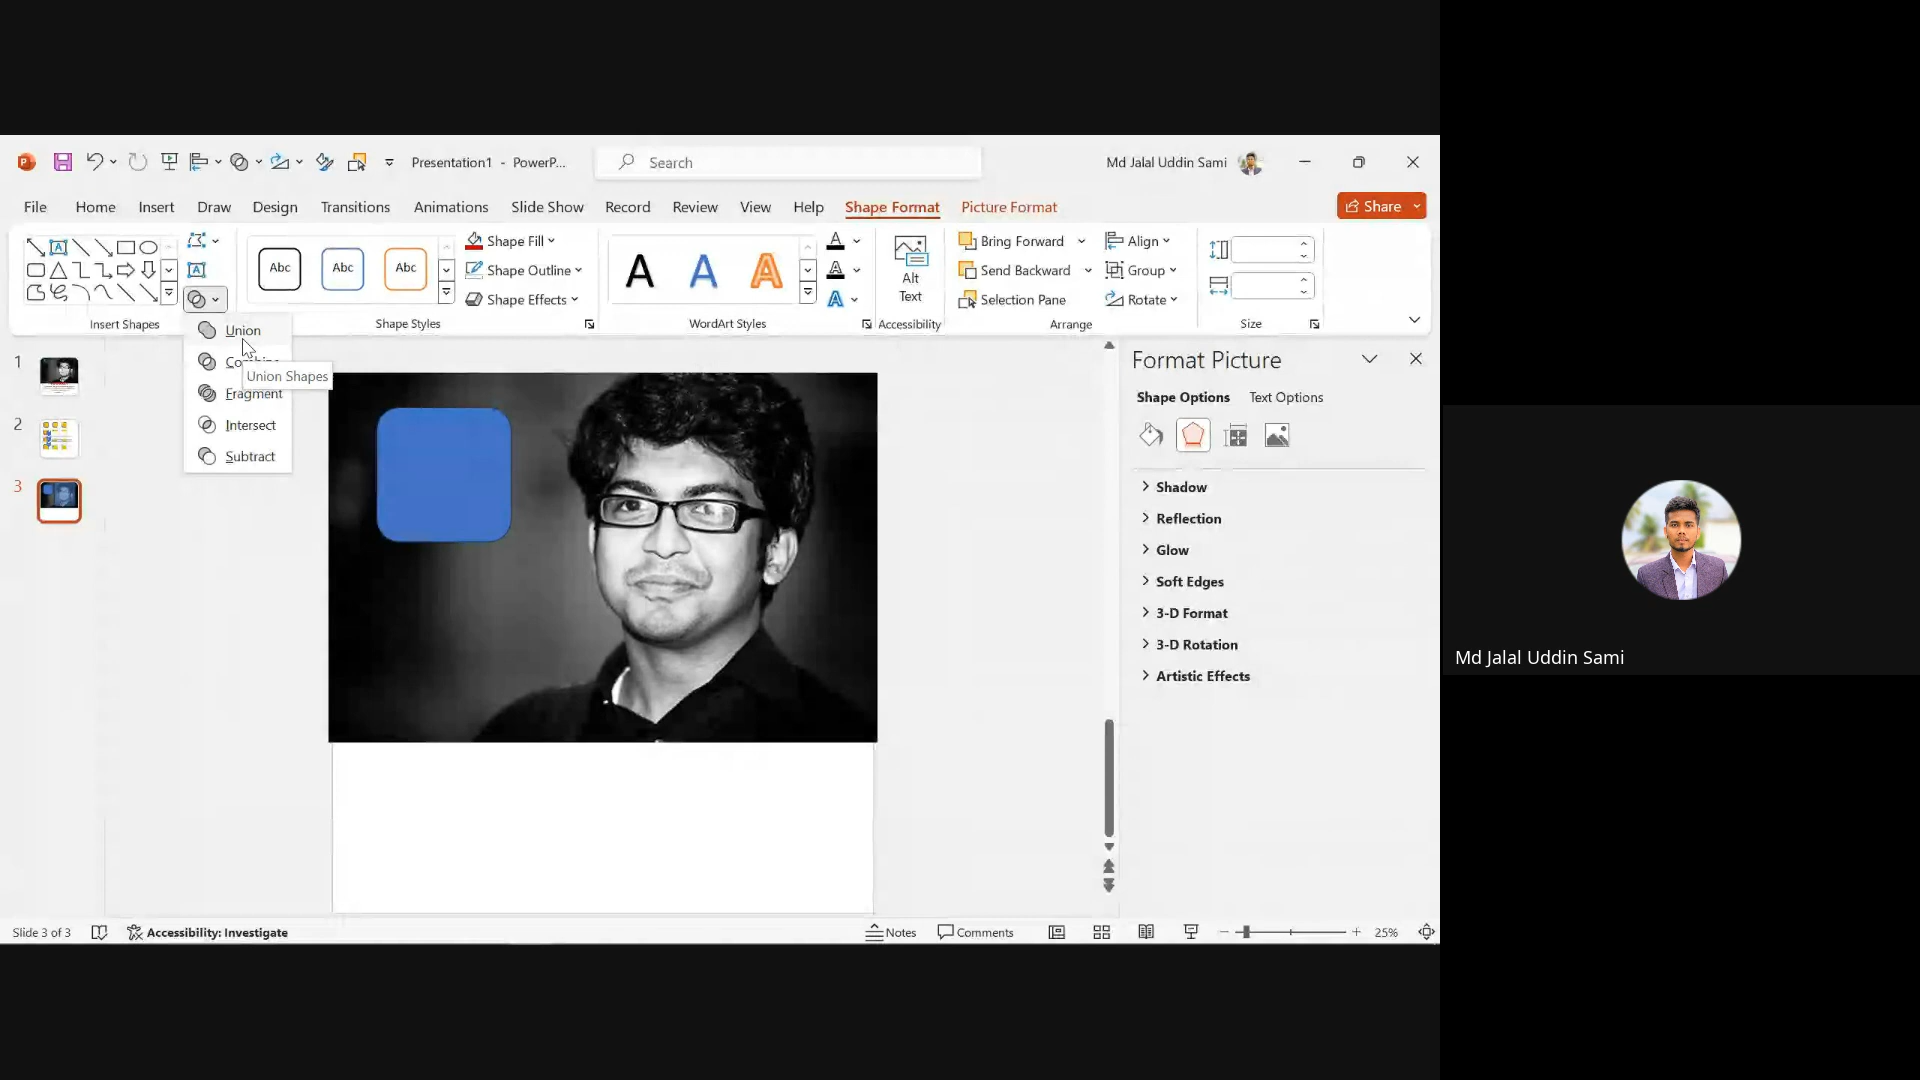 Presentation1 - PowerP...
Search
Md Jalal Uddin Sami
File Home Insert Draw Design Transitions Animations Slide Show Record Review View Help Shape Format Picture Format
Share
Abc Abc Abc
Shape Fill
Shape Outline
Shape Effects
A A A
Alt
Text
Bring Forward
Send Backward
Selection Pane
Align
Group
Rotate
Insert Shapes
Shape Styles
WordArt Styles
Accessibility
Arrange
Size
Union
Union Shapes
Fragment
Intersect
Subtract
1
2
3
Format Picture
Shape Options Text Options
Shadow
Reflection
Glow
Soft Edges
3-D Format
3-D Rotation
Artistic Effects
Slide 3 of 3
Accessibility: Investigate
Notes
Comments
25%
Md Jalal Uddin Sami